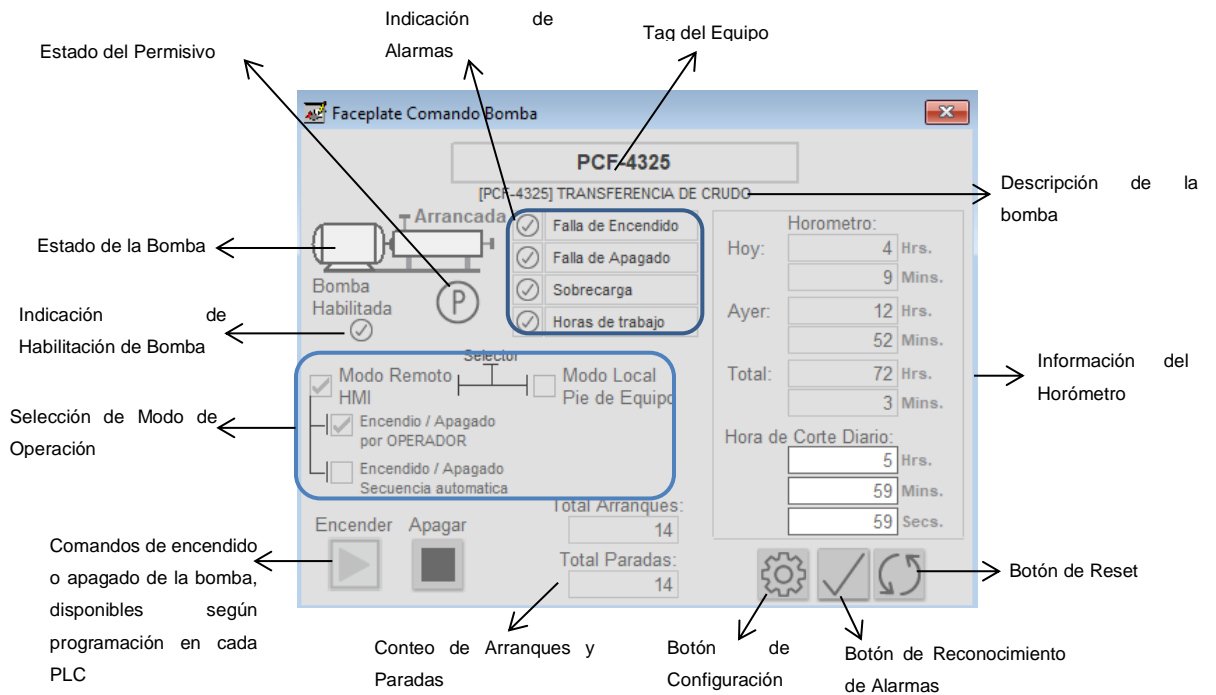 Indicación de
Alarmas
Tag del Equipo
Estado del Permisivo
Faceplate Comando Bomba
PCF-4325
[PCF-4325] TRANSFERENCIA DE CRUDO
Descripción de la
bomba
Arrancada
Falla de Encendido
Falla de Apagado
Sobrecarga
Horas de trabajo
Estado de la Bomba
Bomba
Habilitada
P
Indicación de
Habilitación de Bomba
Horometro:
Hoy: 4 Hrs.
9 Mins.
Ayer: 12 Hrs.
52 Mins.
Total: 72 Hrs.
3 Mins.
Hora de Corte Diario:
5 Hrs.
59 Mins.
59 Secs.
Información del
Horómetro
Selector
Modo Remoto
HMI
Modo Local
Pie de Equipo
Encendio / Apagado
por OPERADOR
Encendido / Apagado
Secuencia automatica
Selección de Modo de
Operación
Encender Apagar
Total Arranques:
14
Total Paradas:
14
Comandos de encendido
o apagado de la bomba,
disponibles según
programación en cada
PLC
Conteo de Arranques y
Paradas
Botón de
Configuración
Botón de Reconocimiento
de Alarmas
Botón de Reset